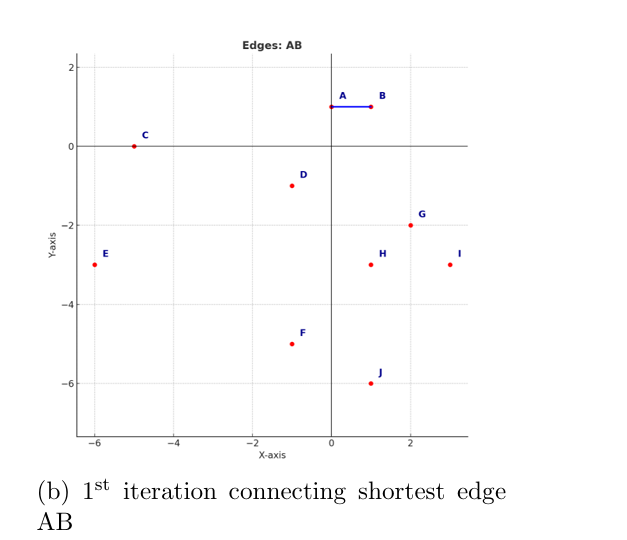 Edges: AB
2
A B
C
0
D
G
−2
Y-axis
E H I
−4
F
J
−6
−6 −4 −2 0 2
X-axis
(b) 1st iteration connecting shortest edge
AB